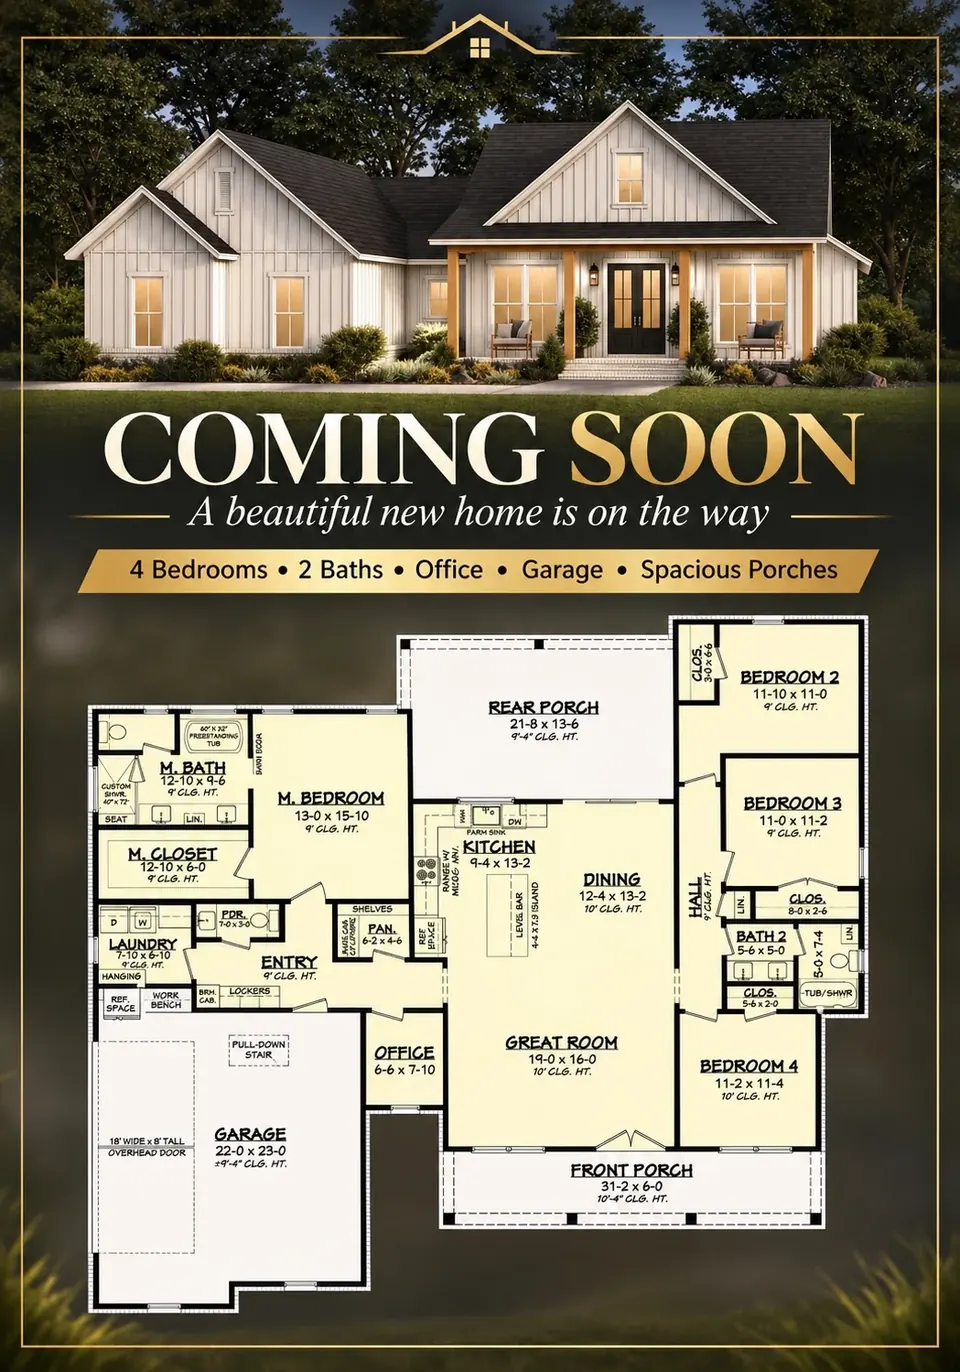 COMING SOON
A beautiful new home is on the way
4 Bedrooms • 2 Baths • Office • Garage • Spacious Porches
CLOS.
3-0 x 6-6
BEDROOM 2
11-10 x 11-0
9' CLG. HT.
REAR PORCH
21-8 x 13-6
9'-4" CLG. HT.
60" X 32"
FREESTANDING
TUB
BARN DOOR
M. BATH
12-10 x 9-6
9' CLG. HT.
CUSTOM
SHWR.
40" x 72"
SEAT
LIN.
M. BEDROOM
13-0 x 15-10
9' CLG. HT.
BEDROOM 3
11-0 x 11-2
9' CLG. HT.
DW
FARM SINK
KITCHEN
9-4 x 13-2
RANGE W/
DINING
12-4 x 13-2
10' CLG. HT.
M. CLOSET
12-10 x 6-0
9' CLG. HT.
HALL
9' CLG. HT.
LEVEL BAR
4-4 x 7-9 ISLAND
LIN.
CLOS.
8-0 x 2-6
D
W
PDR.
7-0 x 3-0
SHELVES
PAN.
6-2 x 4-6
REF.
SPACE
BATH 2
5-6 x 5-0
5-0 x 7-4
LIN.
LAUNDRY
7-10 x 6-10
9' CLG. HT.
HANGING
ENTRY
9' CLG. HT.
BRM.
CAB.
LOCKERS
CLOS.
5-6 x 2-0
TUB/SHWR
REF.
SPACE
WORK
BENCH
PULL-DOWN
STAIR
OFFICE
6-6 x 7-10
GREAT ROOM
19-0 x 16-0
10' CLG. HT.
BEDROOM 4
11-2 x 11-4
10' CLG. HT.
18' WIDE x 8' TALL
OVERHEAD DOOR
GARAGE
22-0 x 23-0
±9'-4" CLG. HT.
FRONT PORCH
31-2 x 6-0
10'-4" CLG. HT.